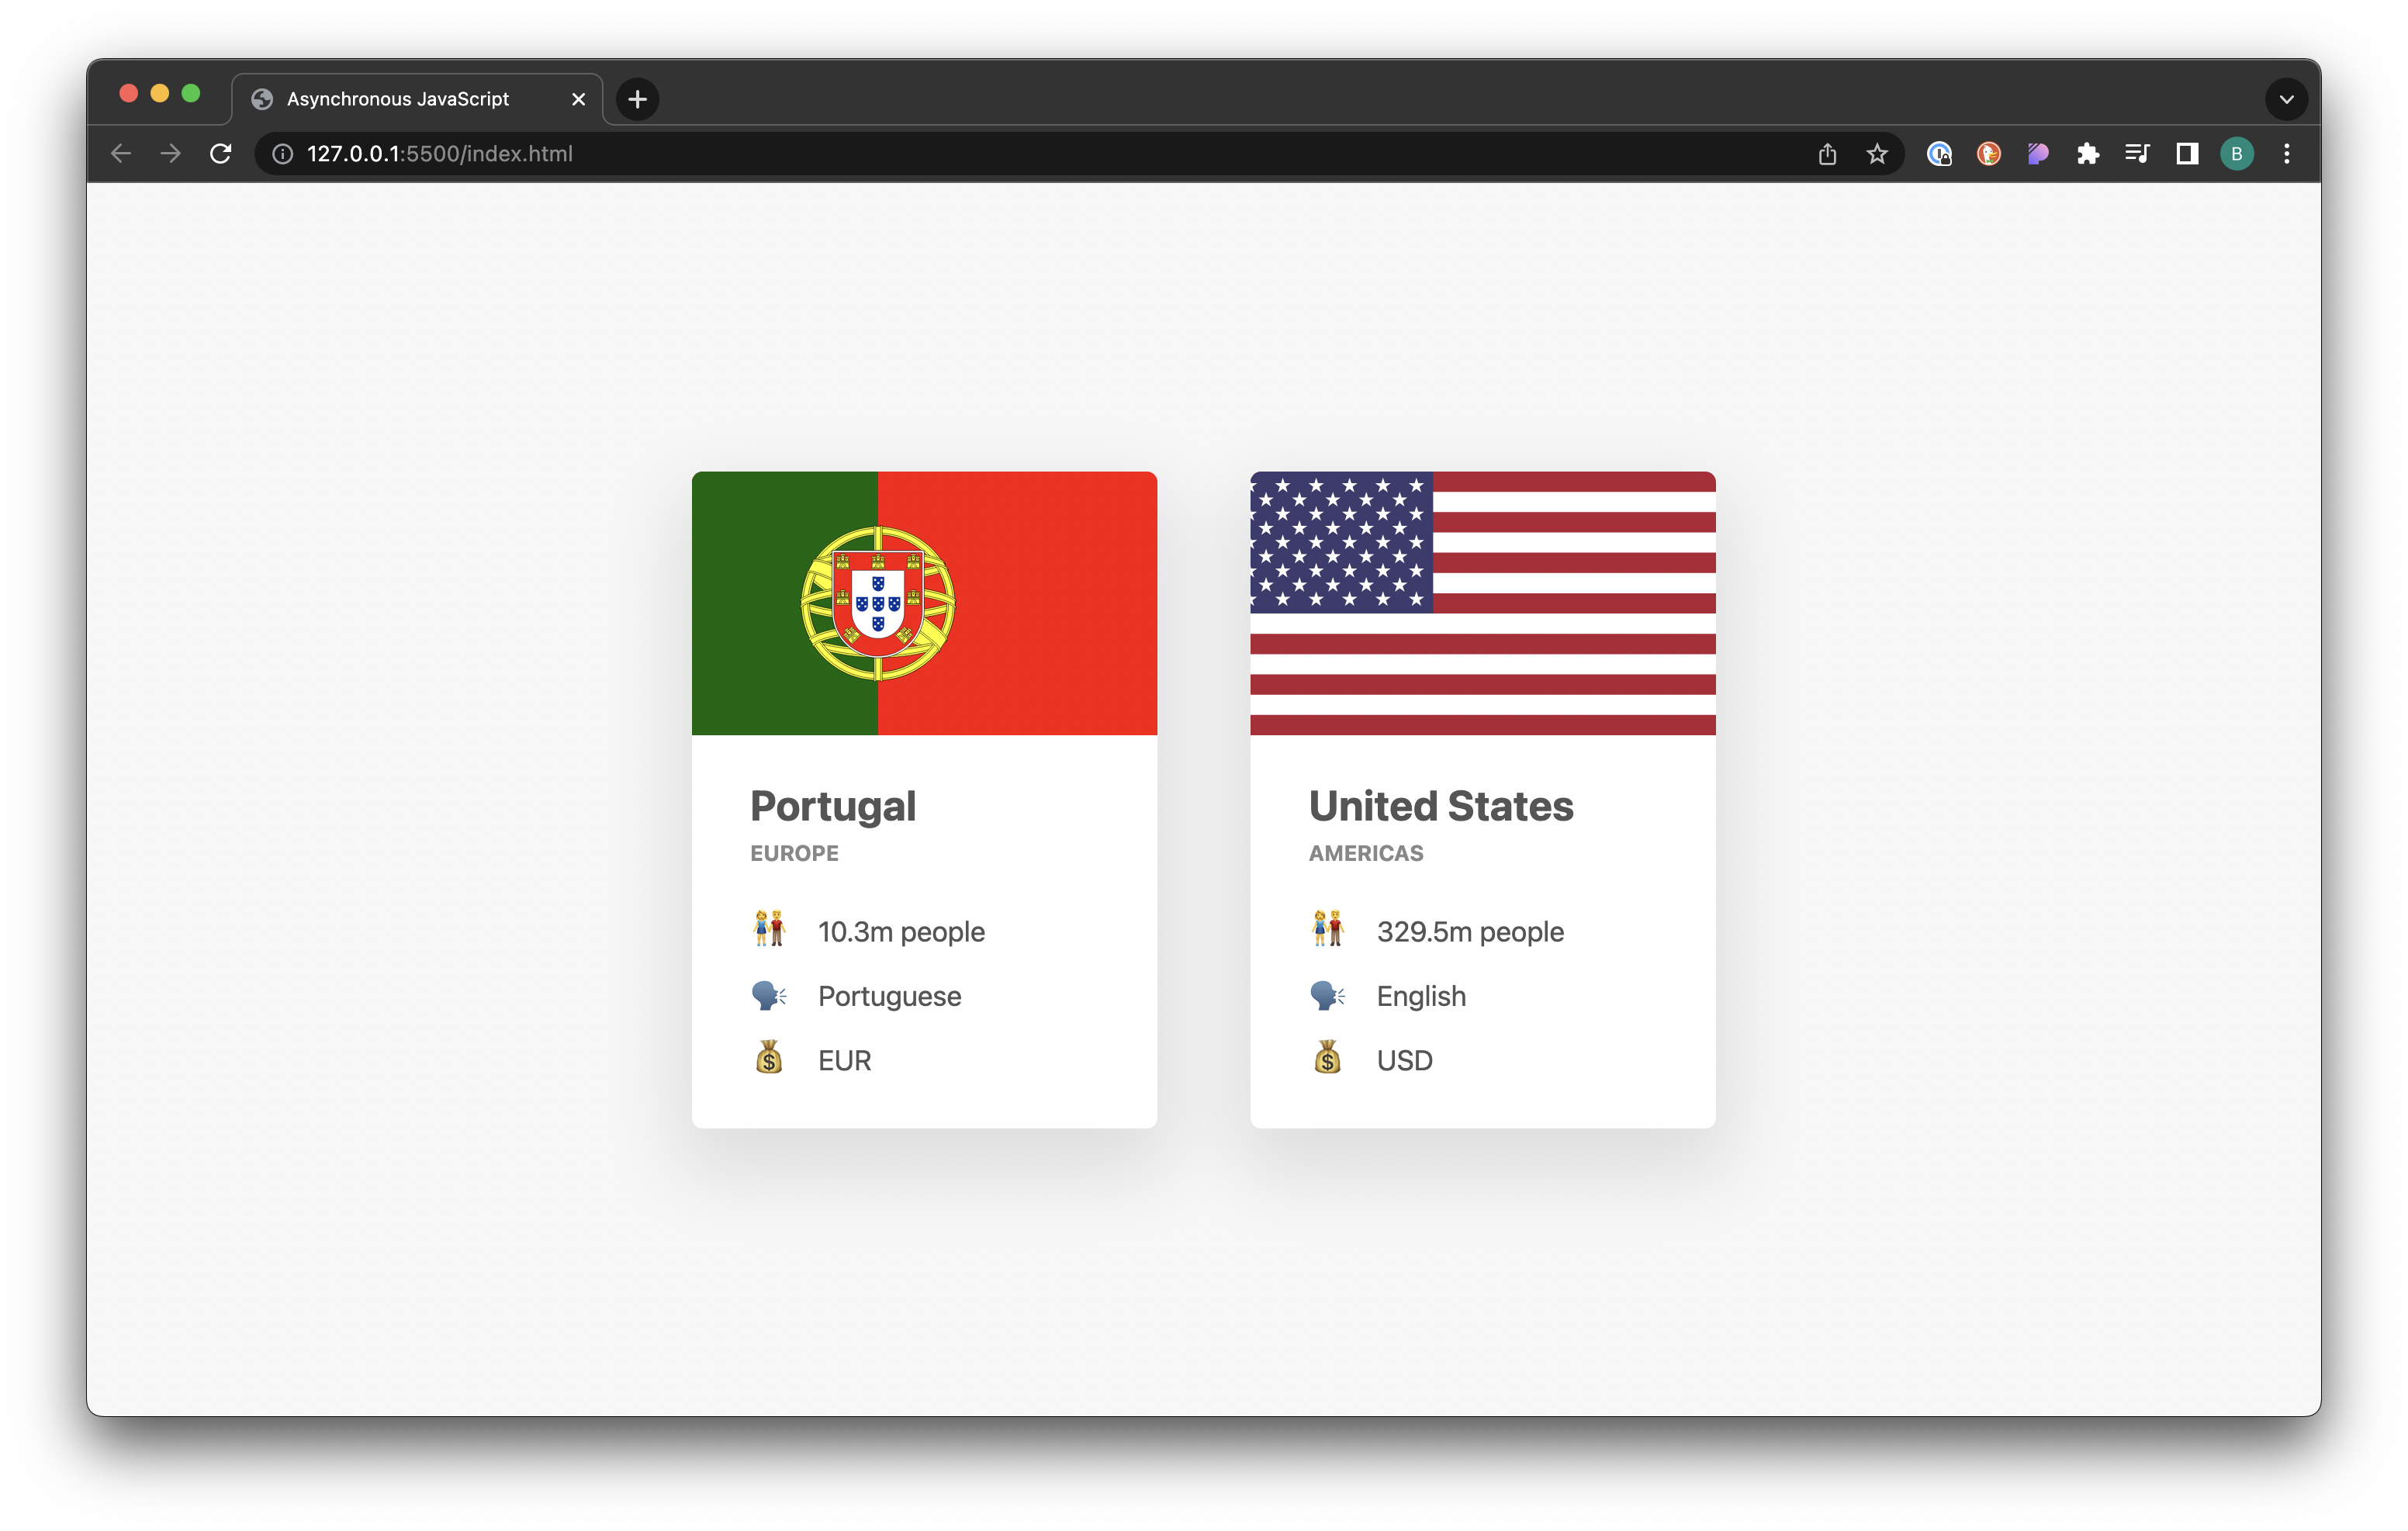 Asynchronous JavaScript
127.0.0.1:5500/index.html
B
Portugal
EUROPE
10.3m people
Portuguese
EUR
United States
AMERICAS
329.5m people
English
USD